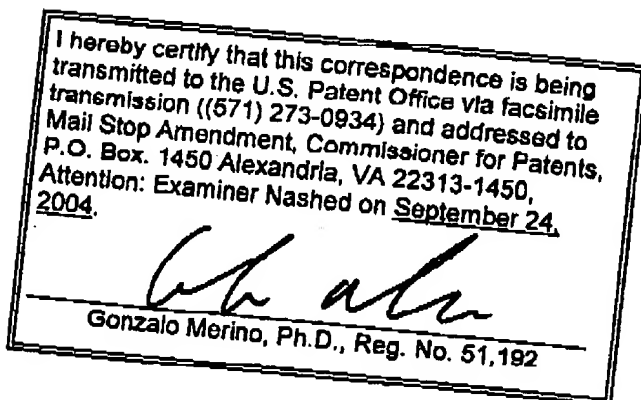 I hereby certify that this correspondence is being
transmitted to the U.S. Patent Office via facsimile
transmission ((571) 273-0934) and addressed to
Mail Stop Amendment, Commissioner for Patents,
P.O. Box. 1450 Alexandria, VA 22313-1450,
Attention: Examiner Nashed on September 24,
2004.
Gonzalo Merino, Ph.D., Reg. No. 51,192